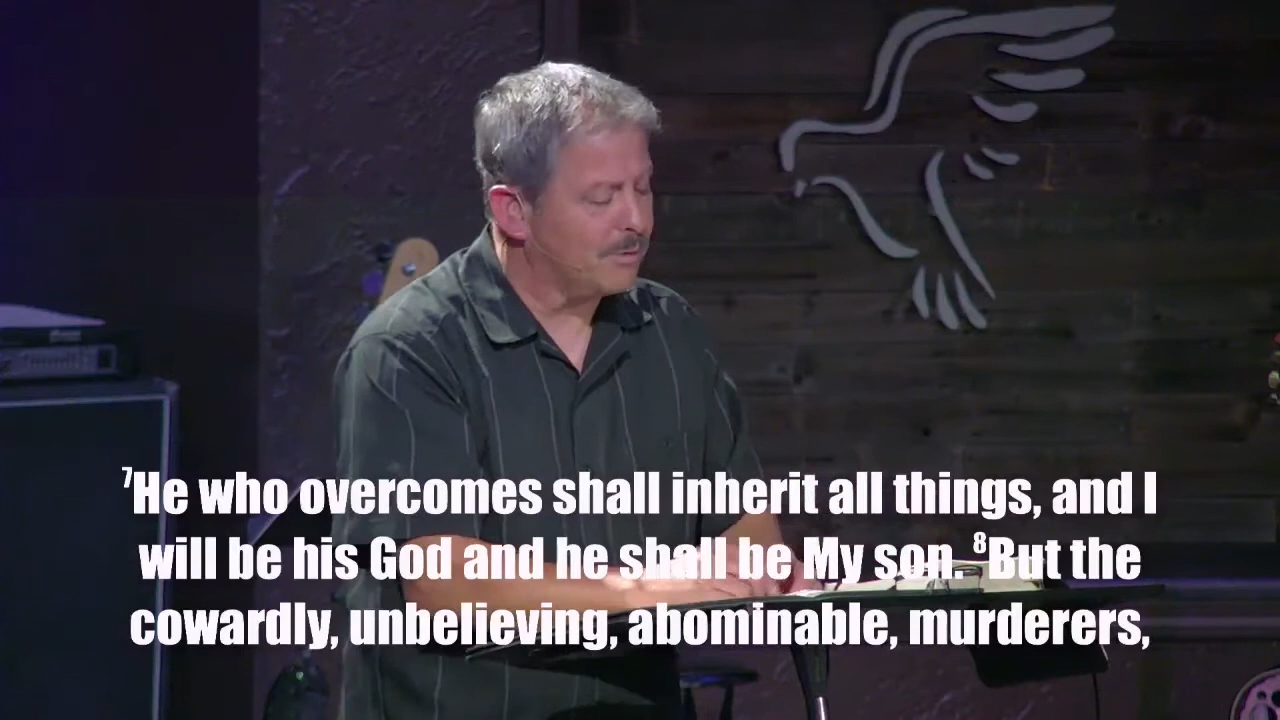 ⁷He who overcomes shall inherit all things, and I
will be his God and he shall be My son. ⁸But the
cowardly, unbelieving, abominable, murderers,